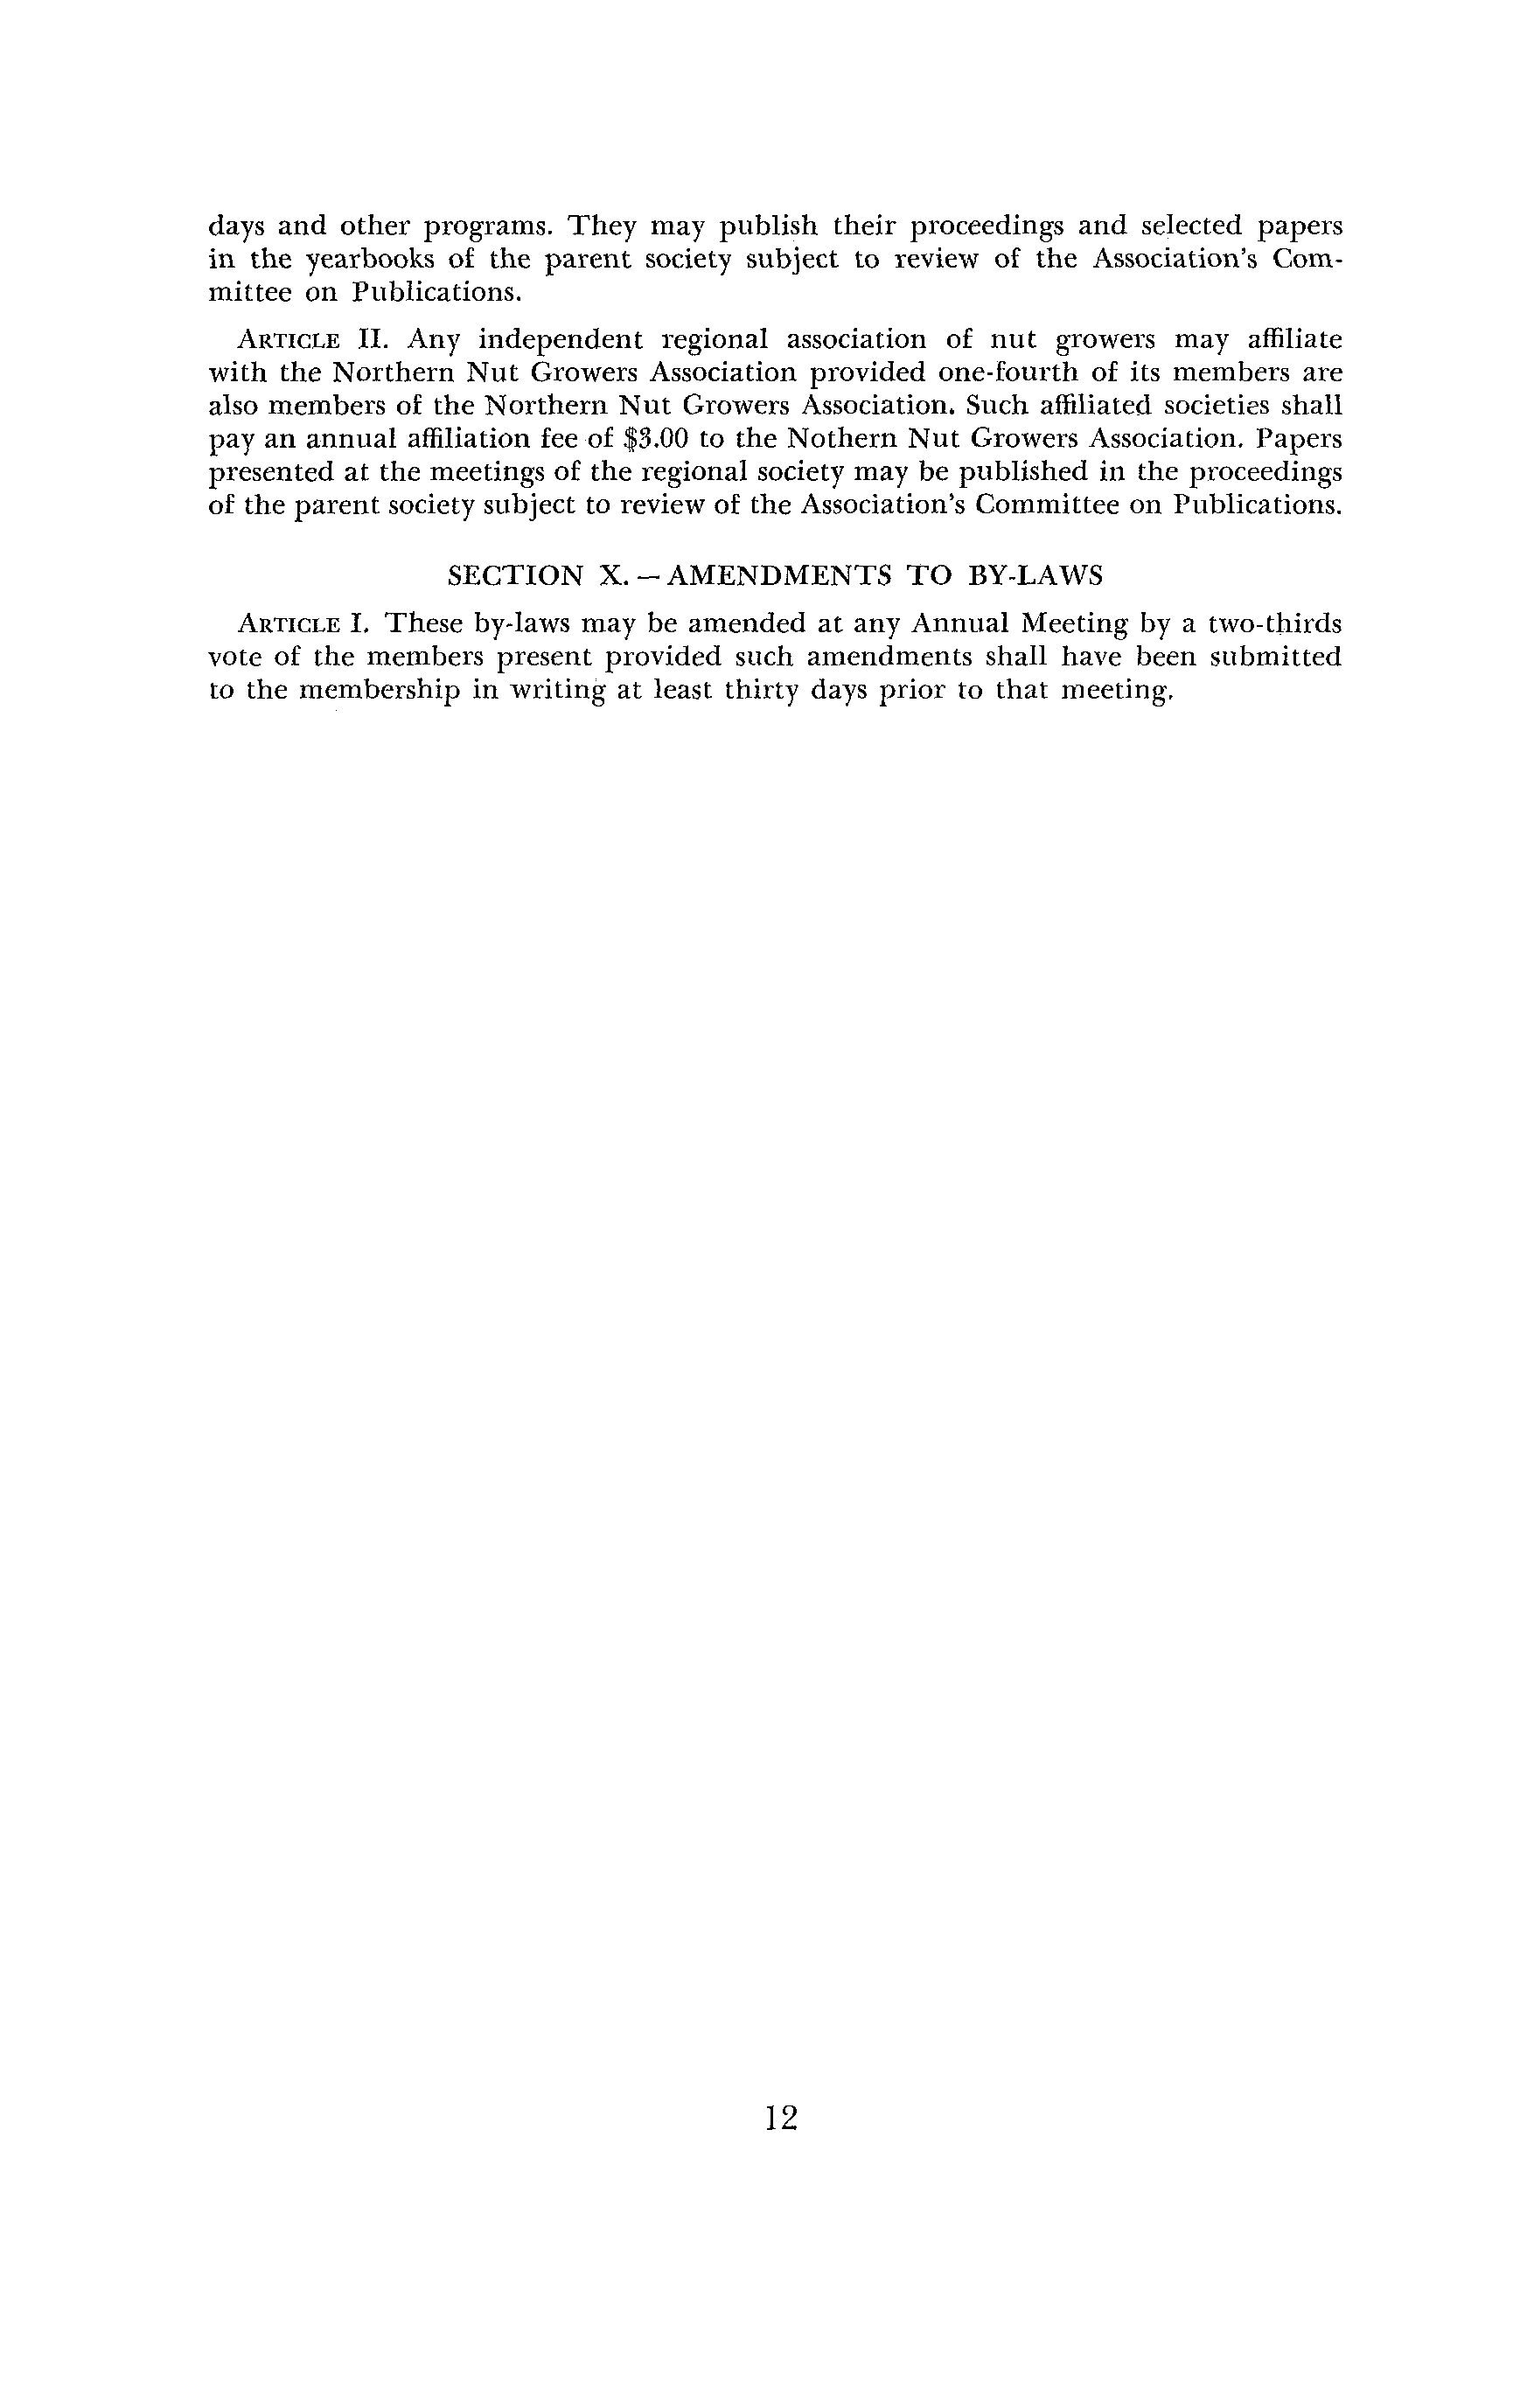 days and other programs. They may publish their proceedings and selected papers
in the yearbooks of the parent society subject to review of the Association's Com-
mittee on Publications.
ARTICLE II. Any independent regional association of nut growers may affiliate
with the Northern Nut Growers Association provided one-fourth of its members are
also members of the Northern Nut Growers Association. Such affiliated societies shall
pay an annual affiliation fee of $3.00 to the Nothern Nut Growers Association. Papers
presented at the meetings of the regional society may be published in the proceedings
of the parent society subject to review of the Association's Committee on Publications.
SECTION X. — AMENDMENTS TO BY-LAWS
ARTICLE I. These by-laws may be amended at any Annual Meeting by a two-thirds
vote of the members present provided such amendments shall have been submitted
to the membership in writing at least thirty days prior to that meeting.
12